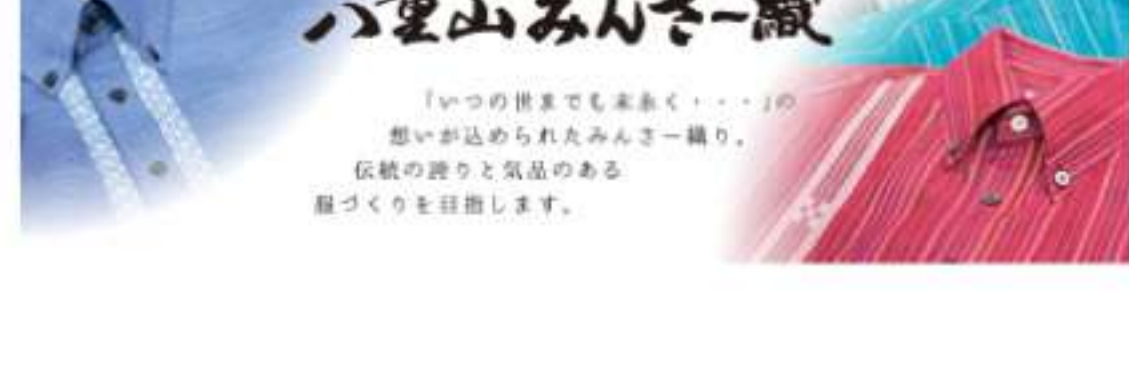 八重山みんさー織
「いつの世までも末永く・・・」の
想いが込められたみんさー織り。
伝統の誇りと気品のある
服づくりを目指します。